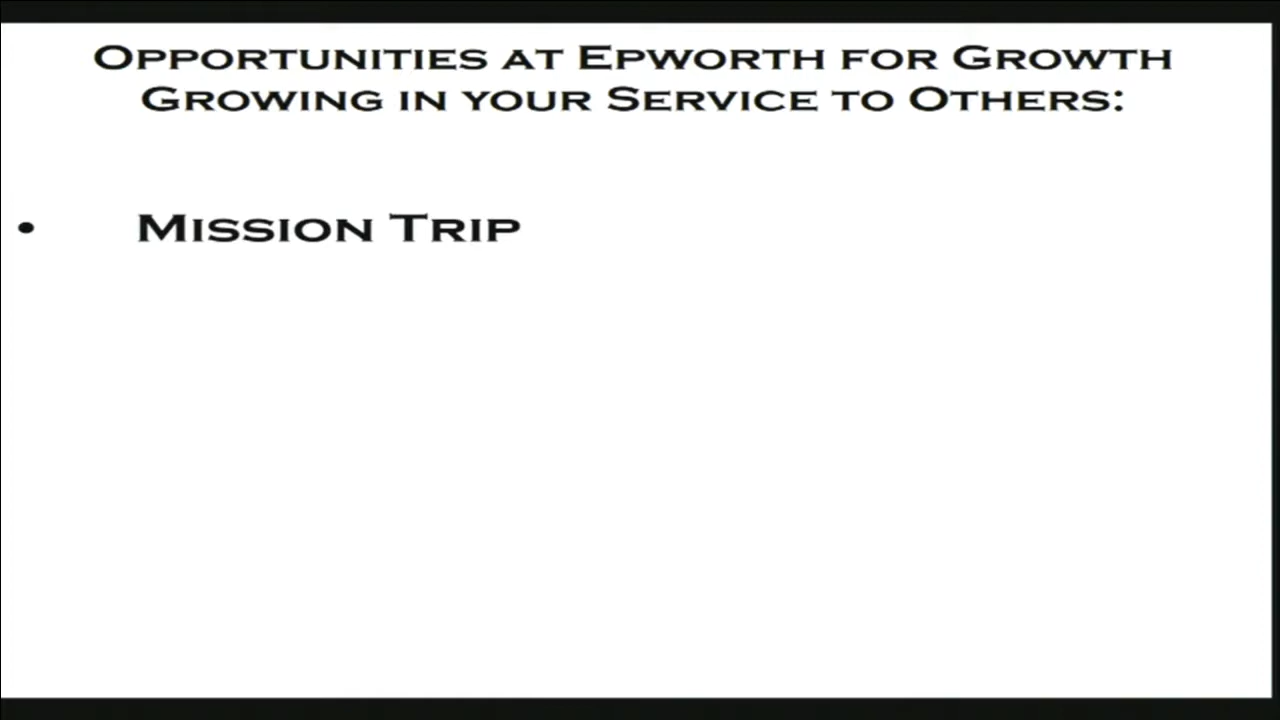 Opportunities at Epworth for Growth
Growing in your Service to Others:
• Mission Trip